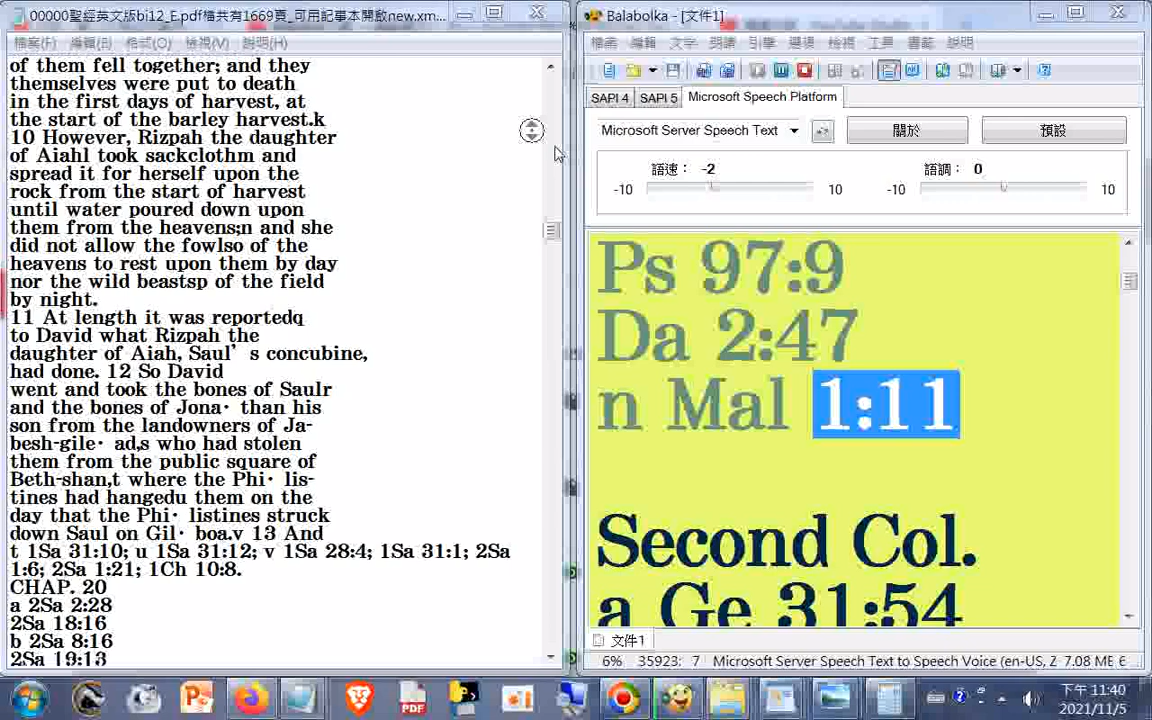 00000聖經英文版bi12_E.pdf檔共有1669頁_可用記事本開啟new.xm...
檔案(F) 編輯(E) 格式(O) 檢視(V) 說明(H)
of them fell together; and they
themselves were put to death
in the first days of harvest, at
the start of the barley harvest.k
10 However, Rizpah the daughter
of Aiahl took sackclothm and
spread it for herself upon the
rock from the start of harvest
until water poured down upon
them from the heavens;n and she
did not allow the fowlso of the
heavens to rest upon them by day
nor the wild beastsp of the field
by night.
11 At length it was reportedq
to David what Rizpah the
daughter of Aiah, Saul’s concubine,
had done. 12 So David
went and took the bones of Saulr
and the bones of Jona· than his
son from the landowners of Ja-
besh-gile· ad,s who had stolen
them from the public square of
Beth-shan,t where the Phi· lis-
tines had hangedu them on the
day that the Phi· listines struck
down Saul on Gil· boa.v 13 And
t 1Sa 31:10; u 1Sa 31:12; v 1Sa 28:4; 1Sa 31:1; 2Sa
1:6; 2Sa 1:21; 1Ch 10:8.
CHAP. 20
a 2Sa 2:28
2Sa 18:16
b 2Sa 8:16
2Sa 19:13
Balabolka - [文件1]
檔案 編輯 文字 朗讀 引擎 選項 檢視 工具 書籤 說明
SAPI 4 SAPI 5 Microsoft Speech Platform
Microsoft Server Speech Text 關於 預設
語速： -2 語調： 0
-10 10 -10 10
Ps 97:9
Da 2:47
n Mal 1:11
Second Col.
a Ge 31:54
文件1
6% 35923: 7 Microsoft Server Speech Text to Speech Voice (en-US, Z 7.08 MB 6
下午 11:40
2021/11/5